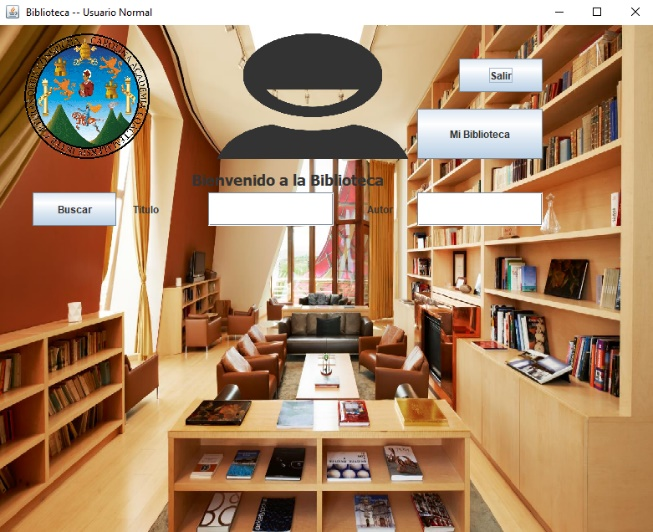 Biblioteca -- Usuario Normal
Salir
Mi Biblioteca
Bienvenido a la Biblioteca
Buscar
Titulo
Autor